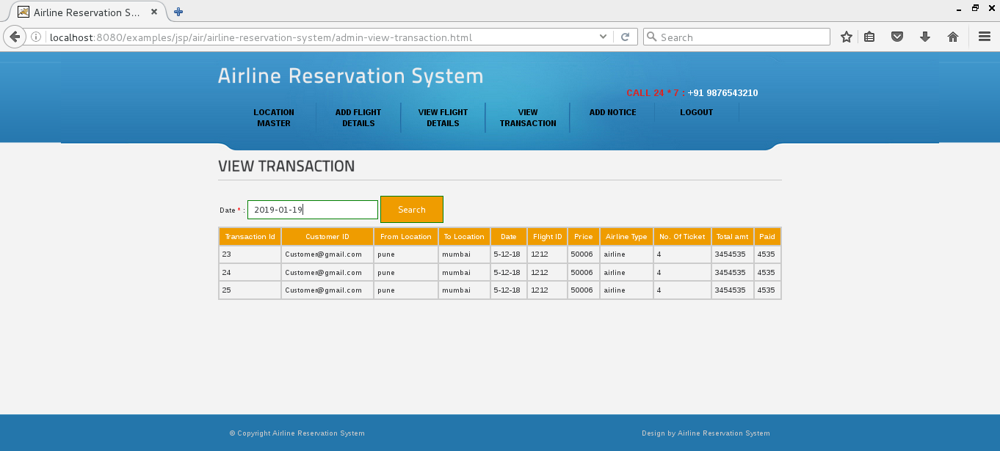 Airline Reservation S...
localhost:8080/examples/jsp/air/airline-reservation-system/admin-view-transaction.html
Search
Airline Reservation System
CALL 24 * 7 : +91 9876543210
LOCATION MASTER ADD FLIGHT DETAILS VIEW FLIGHT DETAILS VIEW TRANSACTION ADD NOTICE LOGOUT
VIEW TRANSACTION
Date * : 2019-01-19 Search
Transaction Id Customer ID From Location To Location Date Flight ID Price Airline Type No. Of Ticket Total amt Paid
23 Customer@gmail.com pune mumbai 5-12-18 1212 50006 airline 4 3454535 4535
24 Customer@gmail.com pune mumbai 5-12-18 1212 50006 airline 4 3454535 4535
25 Customer@gmail.com pune mumbai 5-12-18 1212 50006 airline 4 3454535 4535
© Copyright Airline Reservation System Design by Airline Reservation System